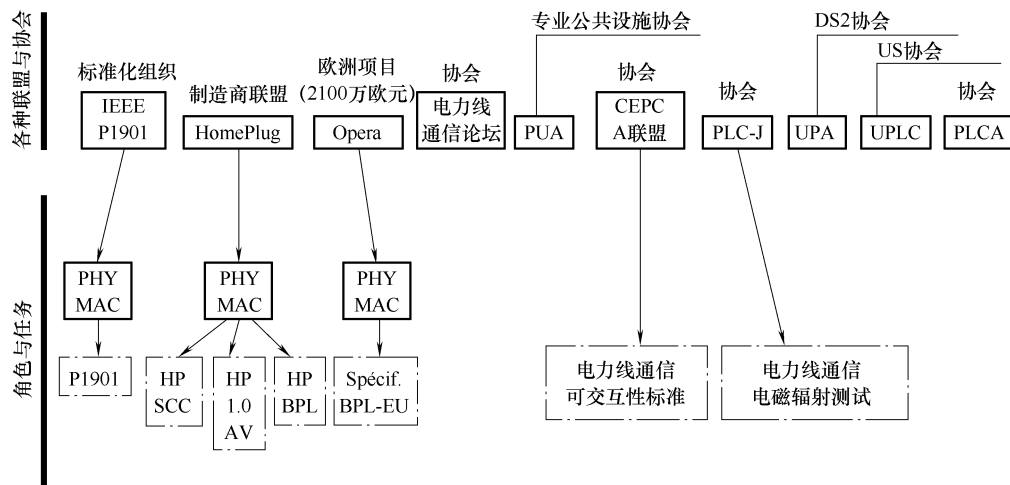 各种联盟与协会
标准化组织
IEEE
P1901
制造商联盟
HomePlug
欧洲项目
(2100万欧元)
Opera
协会
电力线
通信论坛
专业公共设施协会
PUA
协会
CEPC
A联盟
协会
PLC-J
DS2协会
UPA
US协会
UPLC
协会
PLCA
角色与任务
PHY
MAC
PHY
MAC
PHY
MAC
P1901
HP
SCC
HP
1.0
AV
HP
BPL
Spécif.
BPL-EU
电力线通信
可交互性标准
电力线通信
电磁辐射测试